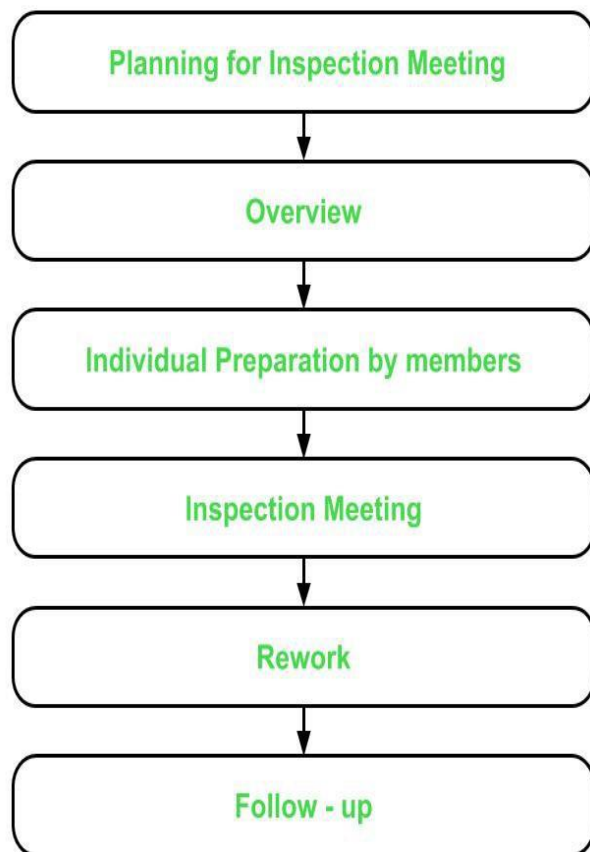 Planning for Inspection Meeting
Overview
Individual Preparation by members
Inspection Meeting
Rework
Follow - up